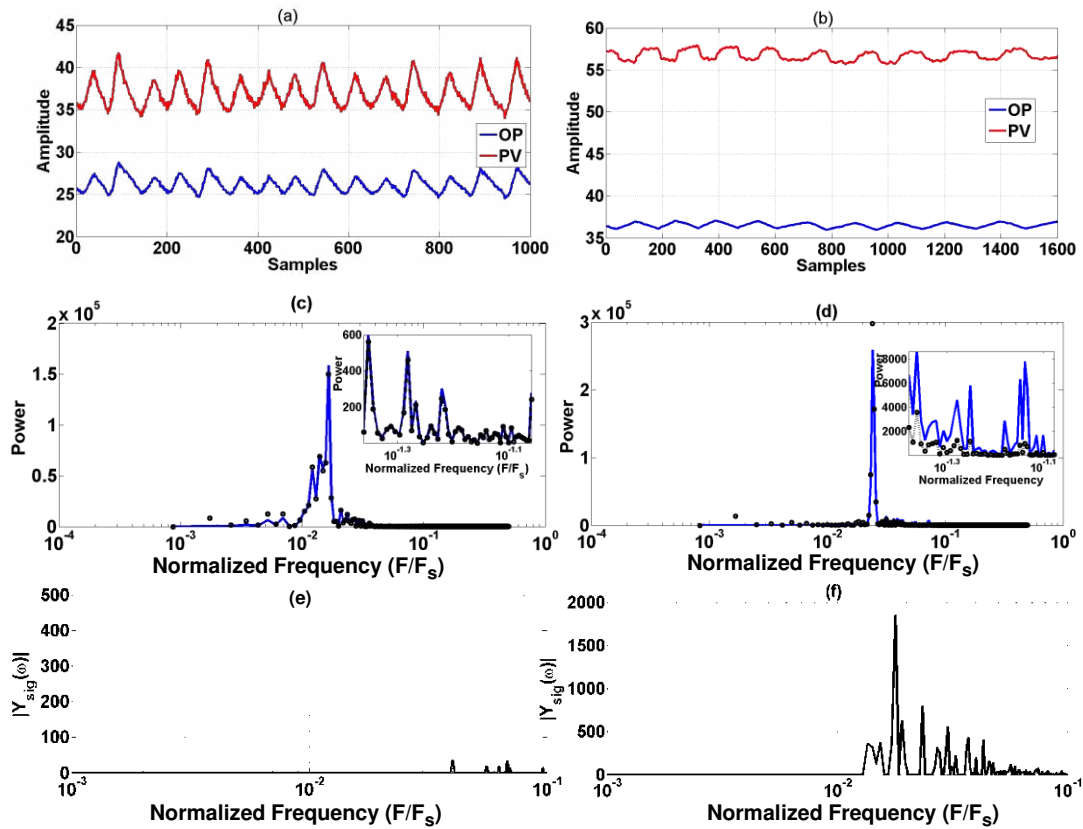 (a)
45
40
35
30
25
20
Amplitude
OP
PV
0 200 400 600 800 1000
Samples
(b)
60
55
50
45
40
35
Amplitude
OP
PV
0 200 400 600 800 1000 1200 1400 1600
Samples
(c)
2 × 10^5
1.5
1
0.5
0
Power
10^-4 10^-3 10^-2 10^-1 10^0
Normalized Frequency (F/F_s)
600
400
200
Power
10^-1.3 10^-1.1
Normalized Frequency (F/F_s)
(d)
3 × 10^5
2
1
0
Power
10^-4 10^-3 10^-2 10^-1 10^0
Normalized Frequency (F/F_s)
8000
6000
4000
2000
Power
10^-1.3 10^-1.1
Normalized Frequency
(e)
500
400
300
200
100
0
|Y_sig(ω)|
10^-3 10^-2 10^-1
Normalized Frequency (F/F_s)
(f)
2000
1500
1000
500
0
|Y_sig(ω)|
10^-3 10^-2 10^-1
Normalized Frequency (F/F_s)